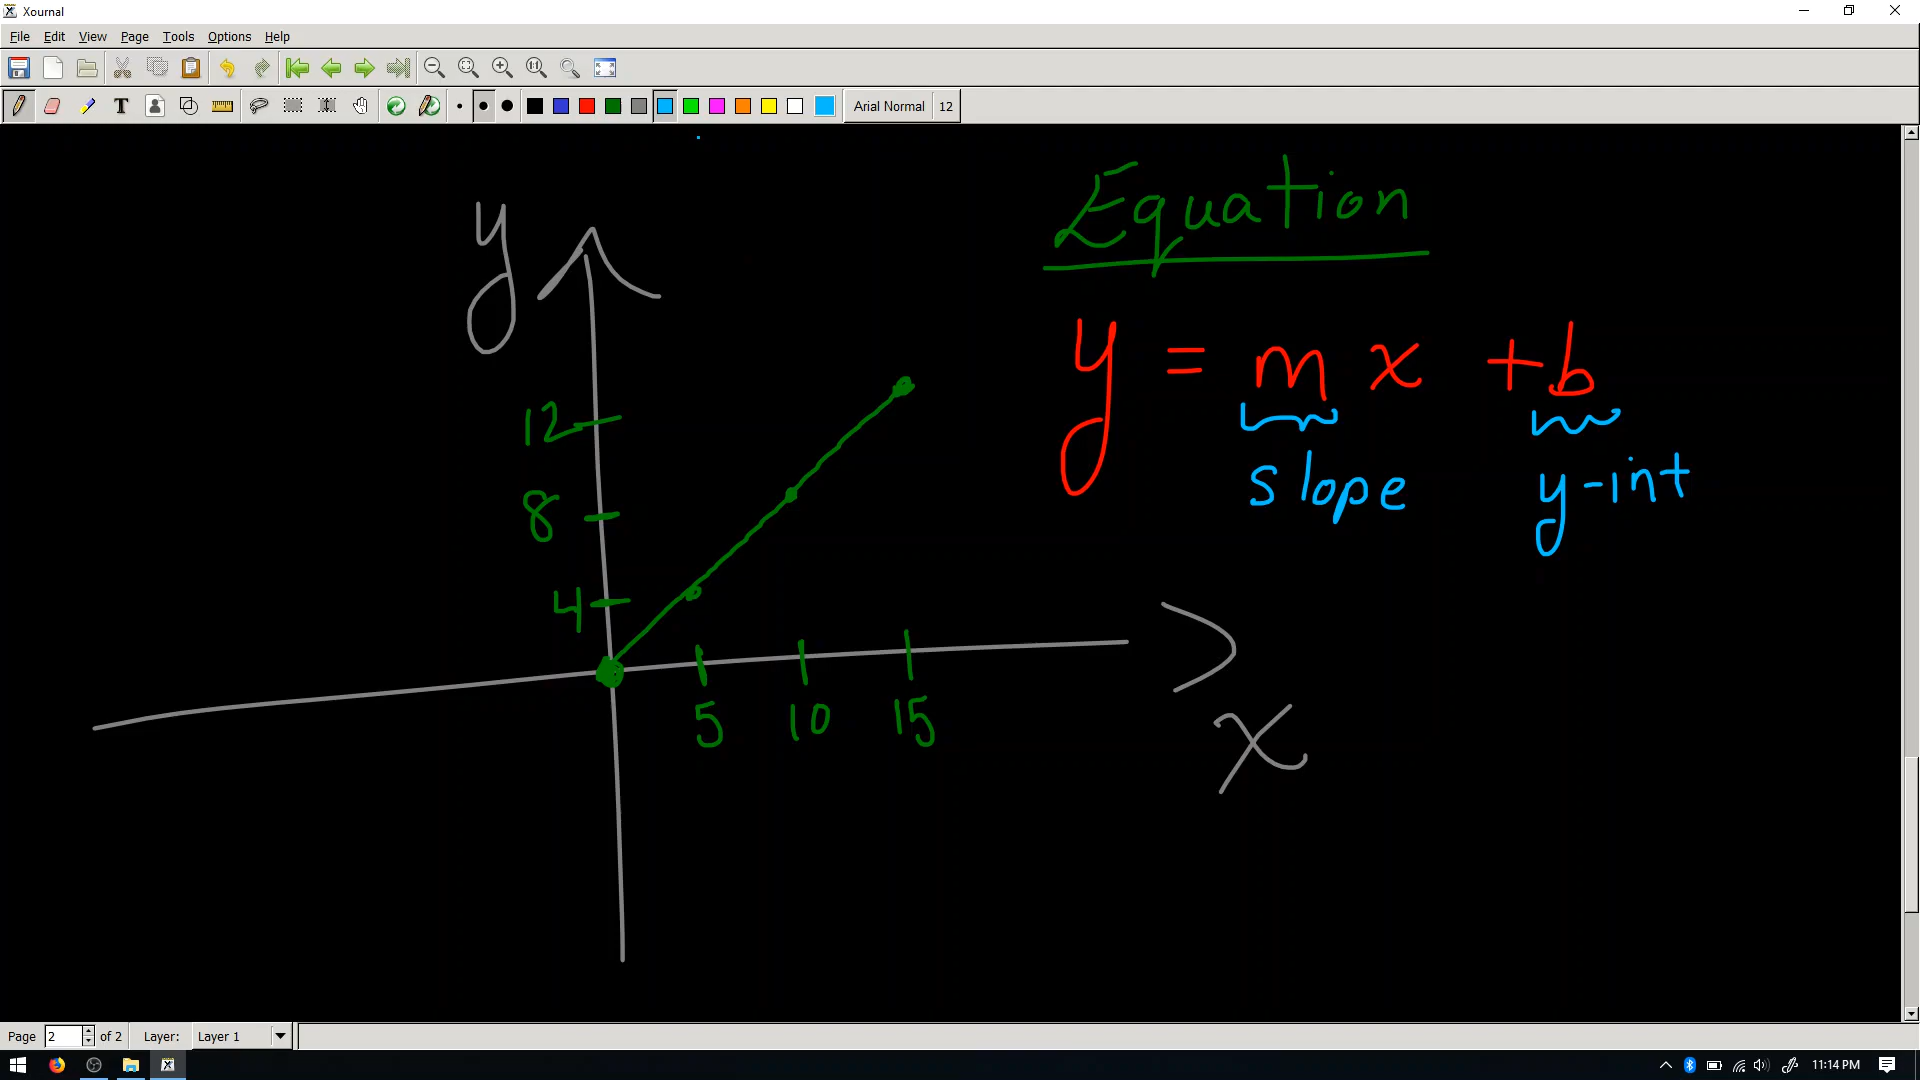 Xournal
File Edit View Page Tools Options Help
T Arial Normal 12
Equation
y
y = m x + b
12
slope y-int
8
4
5 10 15
x
Page 2 of 2 Layer: Layer 1
11:14 PM